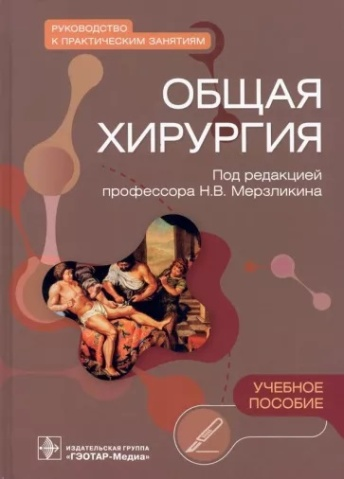 РУКОВОДСТВО
К ПРАКТИЧЕСКИМ ЗАНЯТИЯМ
ОБЩАЯ
ХИРУРГИЯ
Под редакцией
профессора Н.В. Мерзликина
УЧЕБНОЕ
ПОСОБИЕ
ИЗДАТЕЛЬСКАЯ ГРУППА
«ГЭОТАР-Медиа»